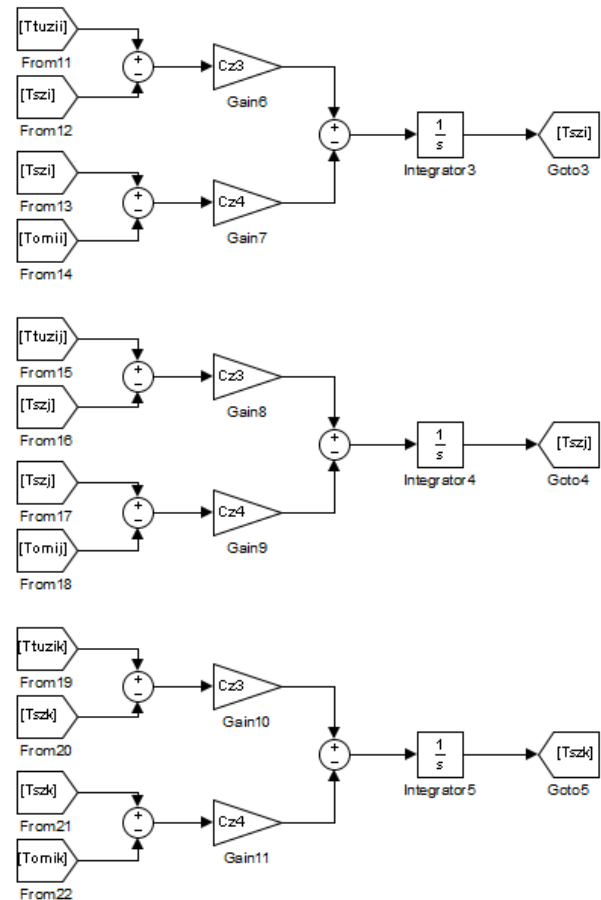 [Ttuzii]
From11
+
−
Cz3
Gain6
[Tszi]
From12
+
−
1
s
Integrator3
[Tszi]
Goto3
[Tszi]
From13
+
−
Cz4
Gain7
[Tomii]
From14
[Ttuzij]
From15
+
−
Cz3
Gain8
[Tszj]
From16
+
−
1
s
Integrator4
[Tszj]
Goto4
[Tszj]
From17
+
−
Cz4
Gain9
[Tomij]
From18
[Ttuzik]
From19
+
−
Cz3
Gain10
[Tszk]
From20
+
−
1
s
Integrator5
[Tszk]
Goto5
[Tszk]
From21
+
−
Cz4
Gain11
[Tomik]
From22